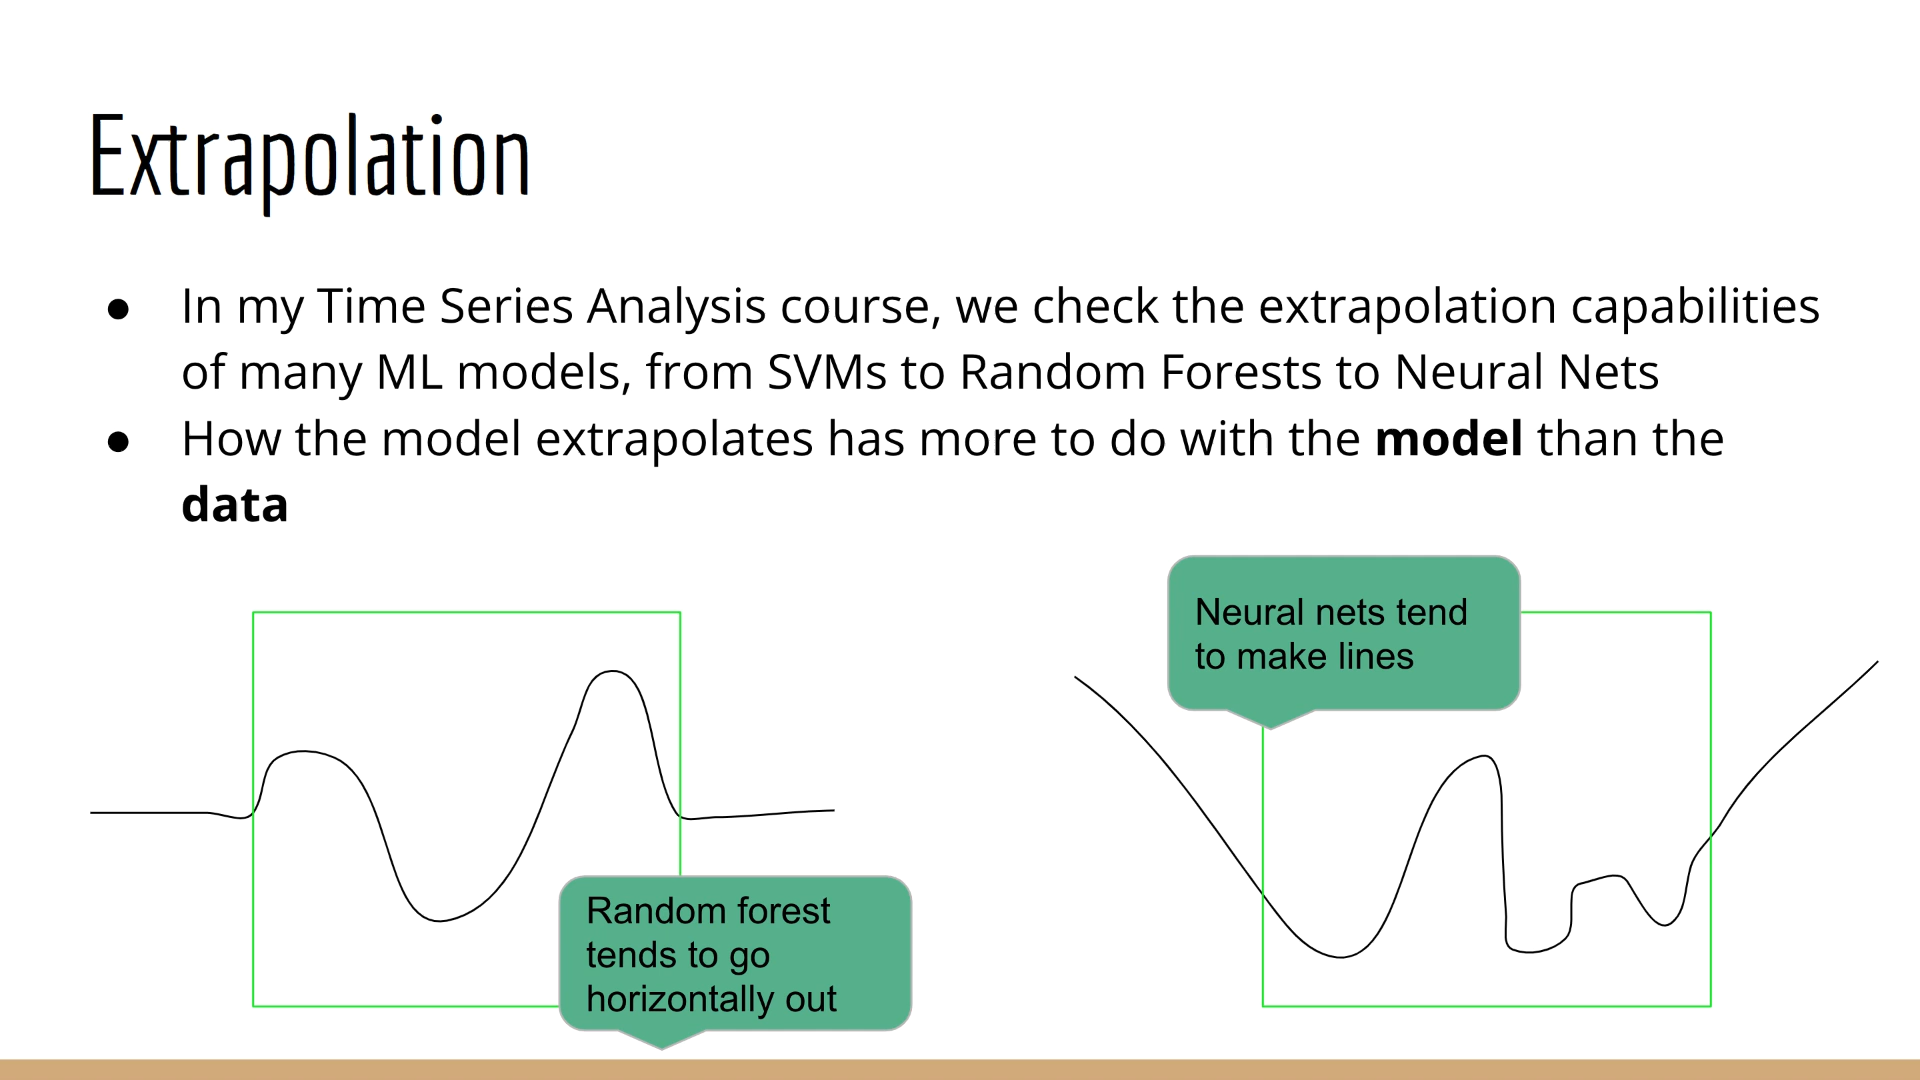 Extrapolation
● In my Time Series Analysis course, we check the extrapolation capabilities
of many ML models, from SVMs to Random Forests to Neural Nets
● How the model extrapolates has more to do with the model than the
data
Neural nets tend
to make lines
Random forest
tends to go
horizontally out